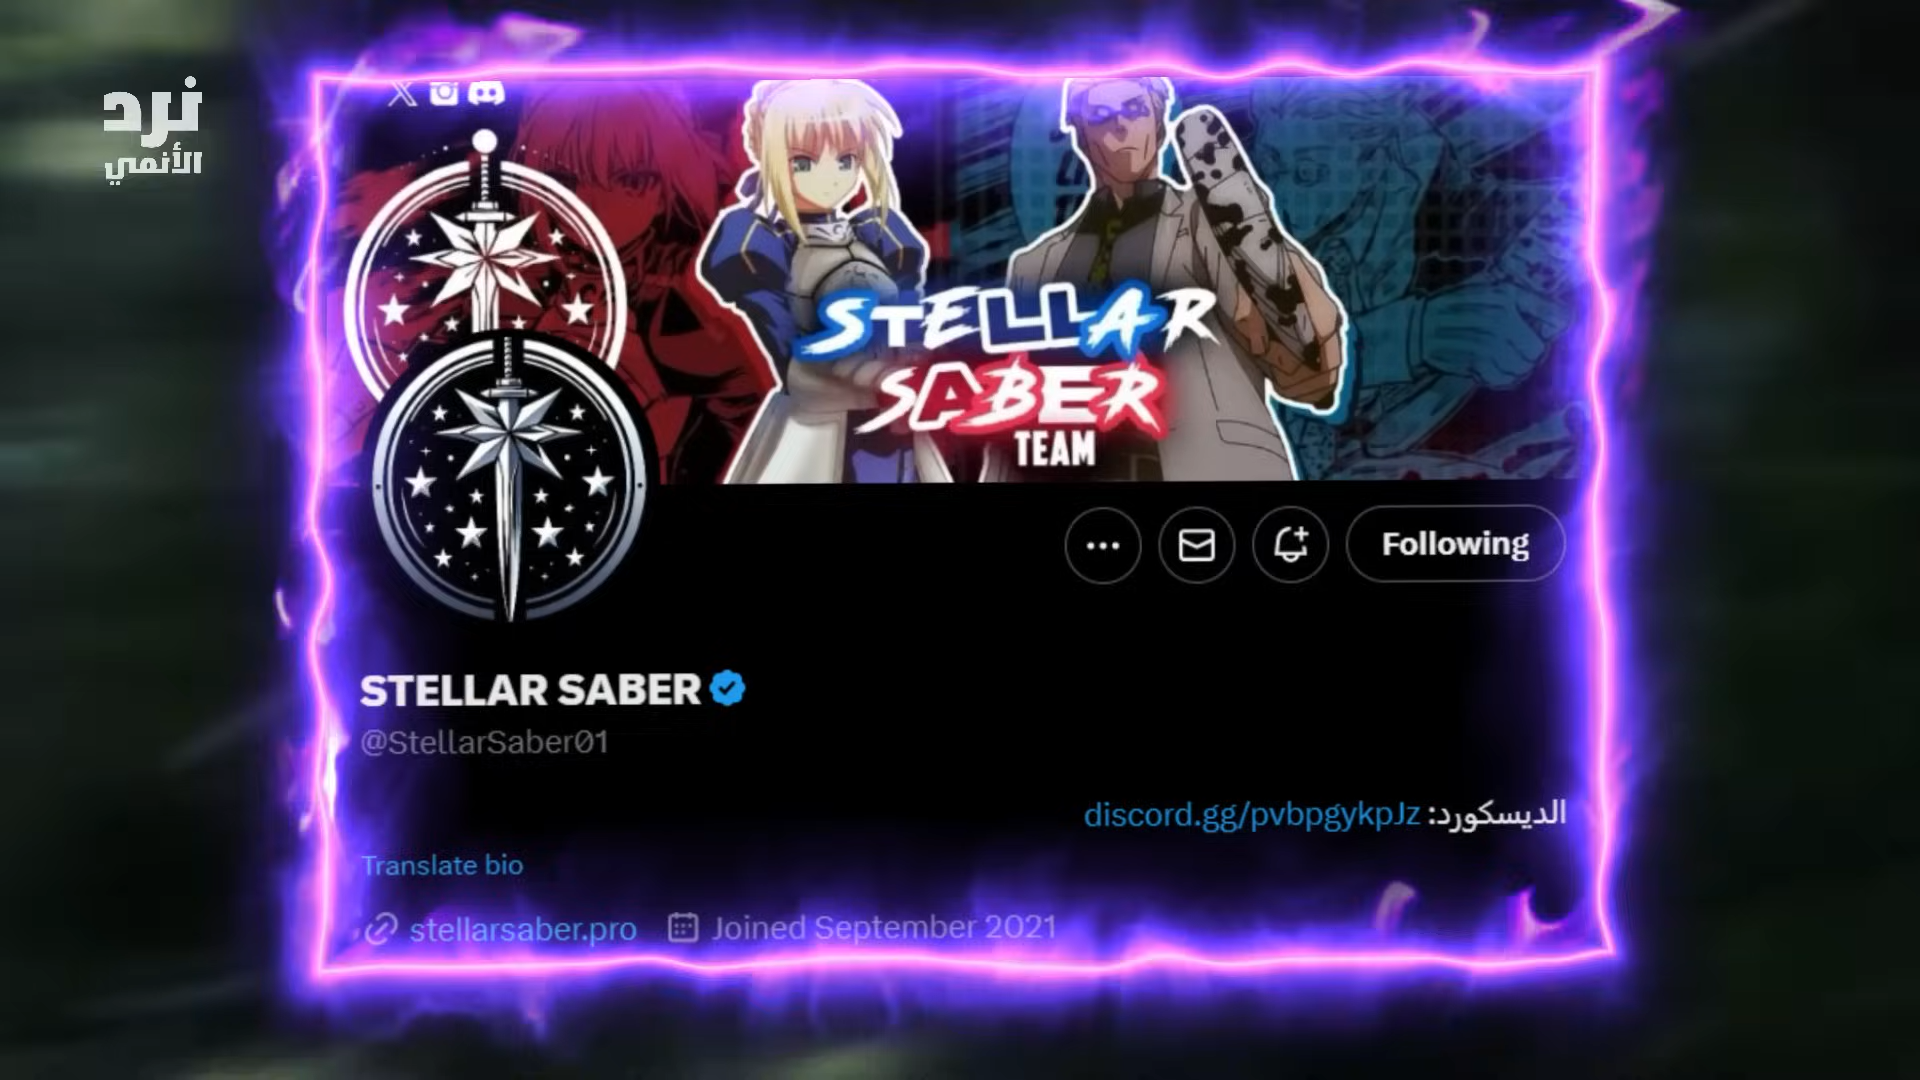 نرد
الأنمي
STELLAR
SABER
TEAM
Following
STELLAR SABER
@StellarSaber01
الديسكورد: discord.gg/pvbpgykpJz
Translate bio
stellarsaber.pro Joined September 2021